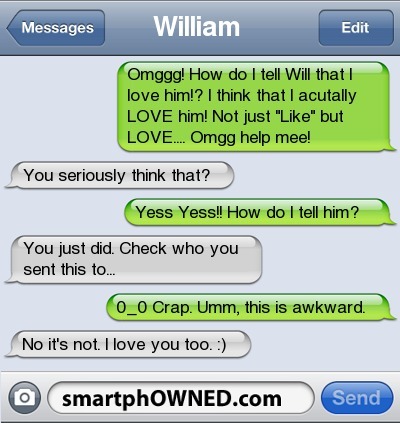 Messages
William
Edit
Omggg! How do I tell Will that I
love him!? I think that I acutally
LOVE him! Not just "Like" but
LOVE.... Omgg help mee!
You seriously think that?
Yess Yess!! How do I tell him?
You just did. Check who you
sent this to...
0_0 Crap. Umm, this is awkward.
No it's not. I love you too. :)
smartphOWNED.com
Send